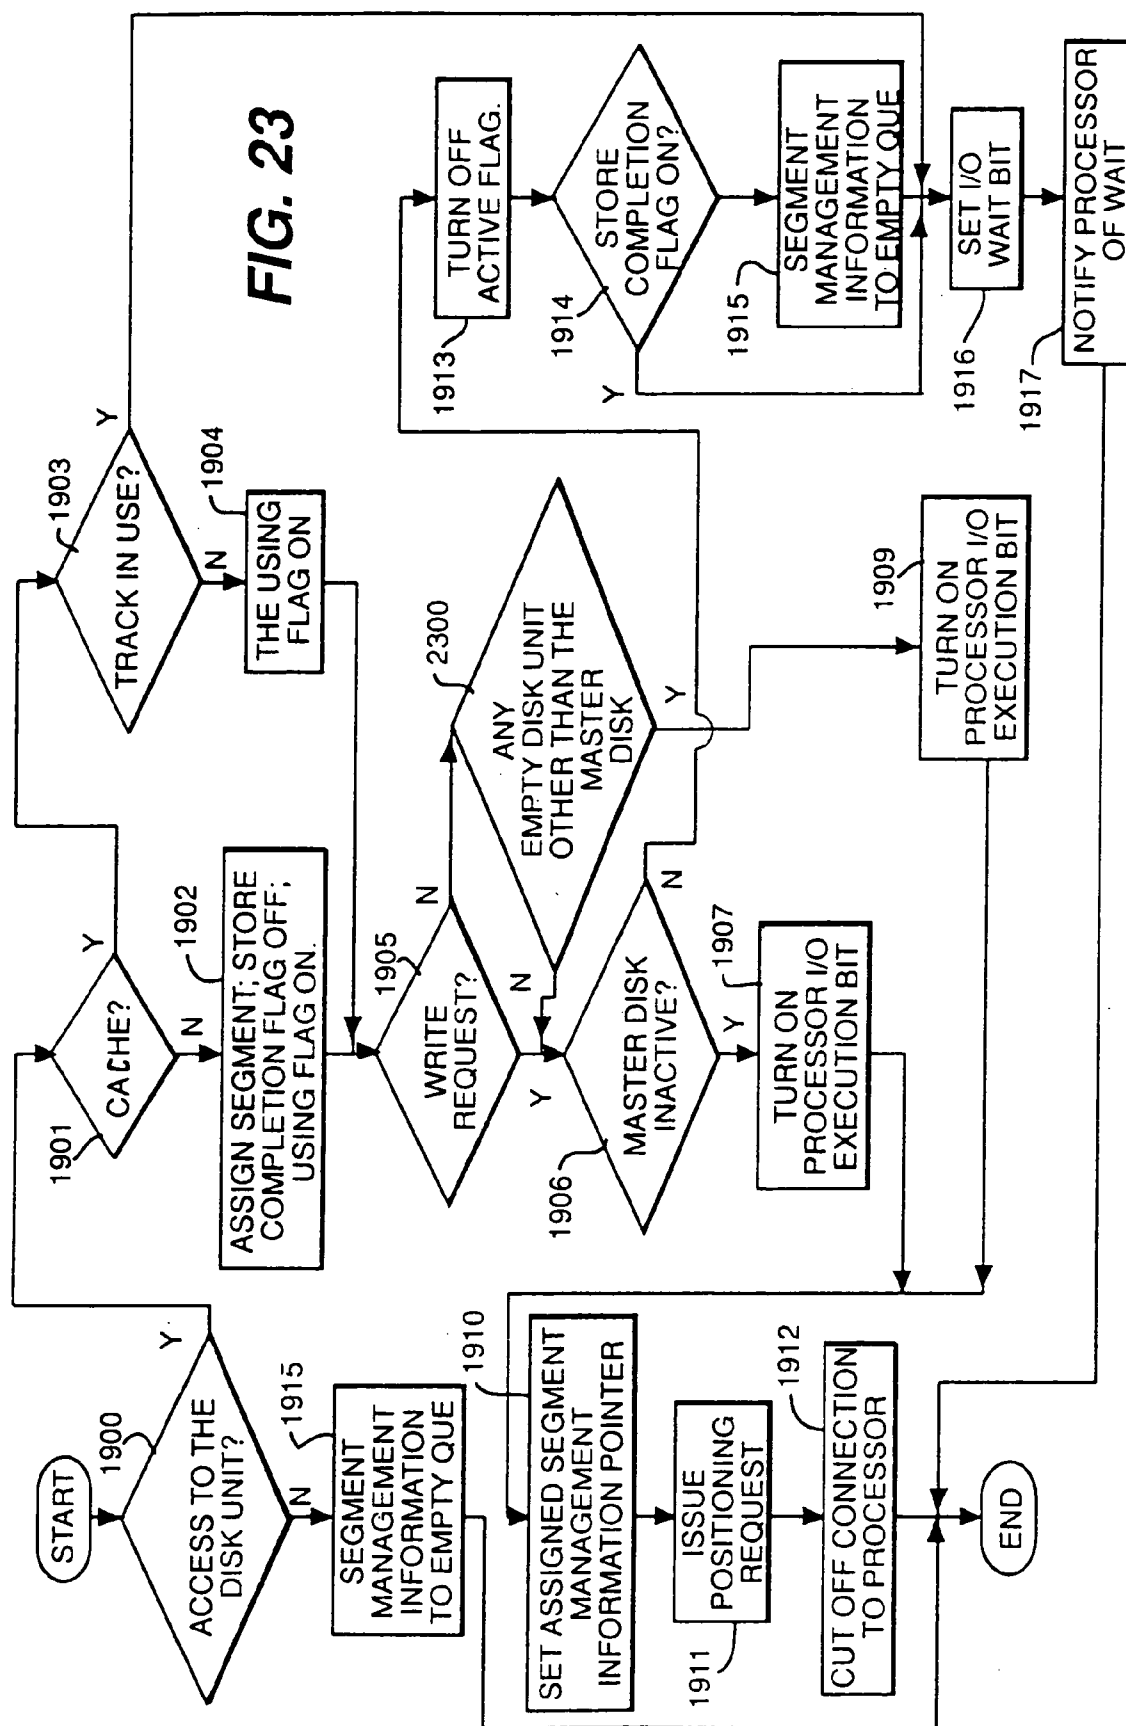 FIG. 23
START
1900
ACCESS TO THE
DISK UNIT?
Y
N
1915
SEGMENT
MANAGEMENT
INFORMATION
TO EMPTY QUE
1901
CACHE?
Y
N
1902
ASSIGN SEGMENT; STORE
COMPLETION FLAG OFF;
USING FLAG ON.
1903
TRACK IN USE?
Y
N
1904
THE USING
FLAG ON
1905
WRITE
REQUEST?
N
Y
2300
ANY
EMPTY DISK UNIT
OTHER THAN THE
MASTER
DISK
N
Y
1906
MASTER DISK
INACTIVE?
N
Y
1907
TURN ON
PROCESSOR I/O
EXECUTION BIT
1909
TURN ON
PROCESSOR I/O
EXECUTION BIT
1910
SET ASSIGNED SEGMENT
MANAGEMENT
INFORMATION POINTER
1911
ISSUE
POSITIONING
REQUEST
1912
CUT OFF CONNECTION
TO PROCESSOR
END
1913
TURN OFF
ACTIVE FLAG.
1914
STORE
COMPLETION
FLAG ON?
Y
1915
SEGMENT
MANAGEMENT
INFORMATION
TO EMPTY QUE
1916
SET I/O
WAIT BIT
1917
NOTIFY PROCESSOR
OF WAIT